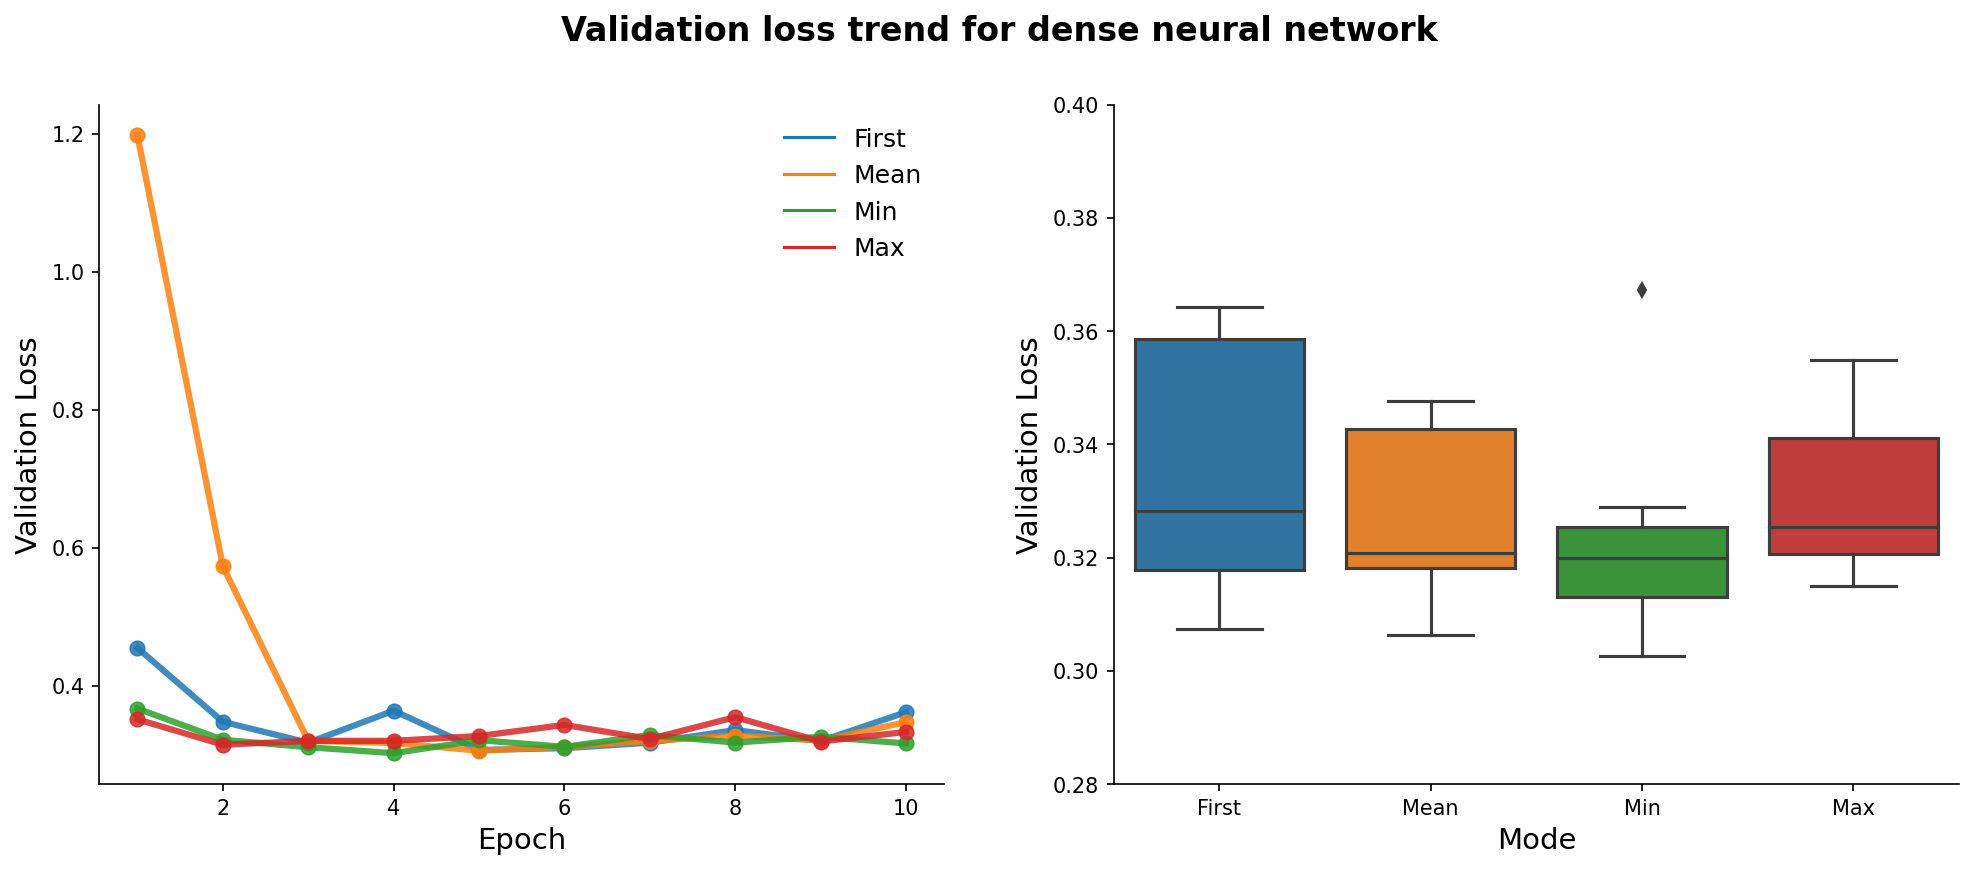 Validation loss trend for dense neural network
Validation Loss
1.2
1.0
0.8
0.6
0.4
2
4
6
8
10
Epoch
First
Mean
Min
Max
Validation Loss
0.40
0.38
0.36
0.34
0.32
0.30
0.28
First
Mean
Min
Max
Mode